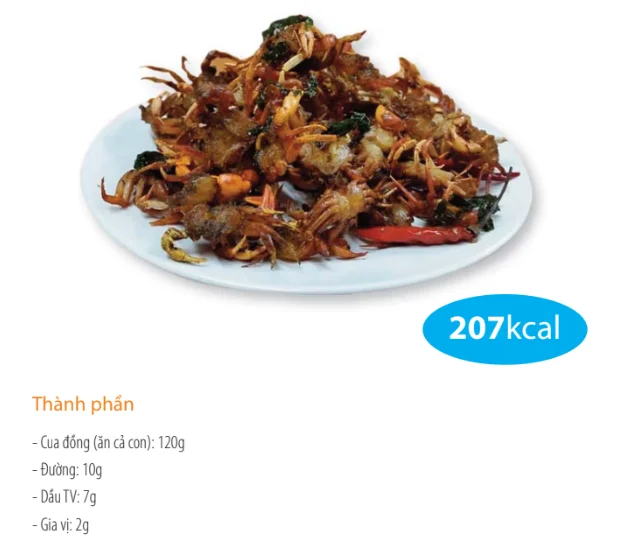 207kcal
Thành phần
- Cua đồng (ăn cả con): 120g
- Đường: 10g
- Dầu TV: 7g
- Gia vị: 2g